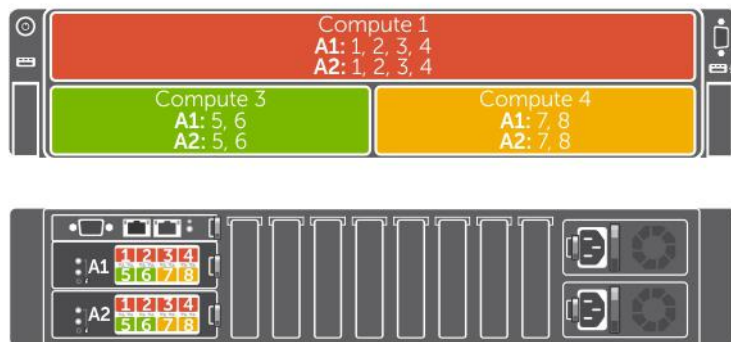 Compute 1
A1: 1, 2, 3, 4
A2: 1, 2, 3, 4
Compute 3
A1: 5, 6
A2: 5, 6
Compute 4
A1: 7, 8
A2: 7, 8
A1
1 2 3 4
5 6 7 8
A2
1 2 3 4
5 6 7 8